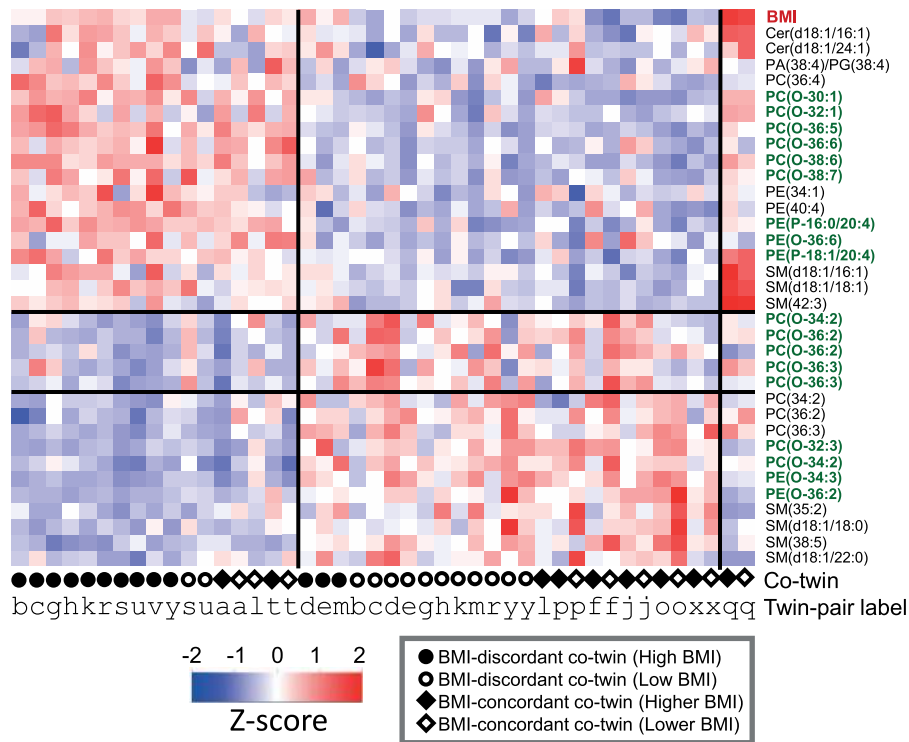 BMI
Cer(d18:1/16:1)
Cer(d18:1/24:1)
PA(38:4)/PG(38:4)
PC(36:4)
PC(O-30:1)
PC(O-32:1)
PC(O-36:5)
PC(O-36:6)
PC(O-38:6)
PC(O-38:7)
PE(34:1)
PE(40:4)
PE(P-16:0/20:4)
PE(O-36:6)
PE(P-18:1/20:4)
SM(d18:1/16:1)
SM(d18:1/18:1)
SM(42:3)
PC(O-34:2)
PC(O-36:2)
PC(O-36:2)
PC(O-36:3)
PC(O-36:3)
PC(34:2)
PC(36:2)
PC(36:3)
PC(O-32:3)
PC(O-34:2)
PE(O-34:3)
PE(O-36:2)
SM(35:2)
SM(d18:1/18:0)
SM(38:5)
SM(d18:1/22:0)
Co-twin
bcghkrsuvysuaalttdembcdeghkmryylppffjjooxxqq Twin-pair label
-2 -1 0 1 2
Z-score
BMI-discordant co-twin (High BMI)
BMI-discordant co-twin (Low BMI)
BMI-concordant co-twin (Higher BMI)
BMI-concordant co-twin (Lower BMI)